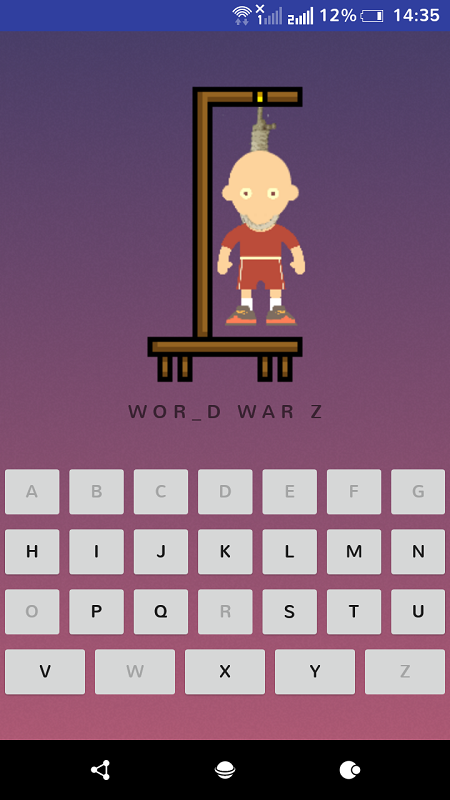 1 2 12% 14:35
WOR_D WAR Z
A B C D E F G
H I J K L M N
O P Q R S T U
V W X Y Z